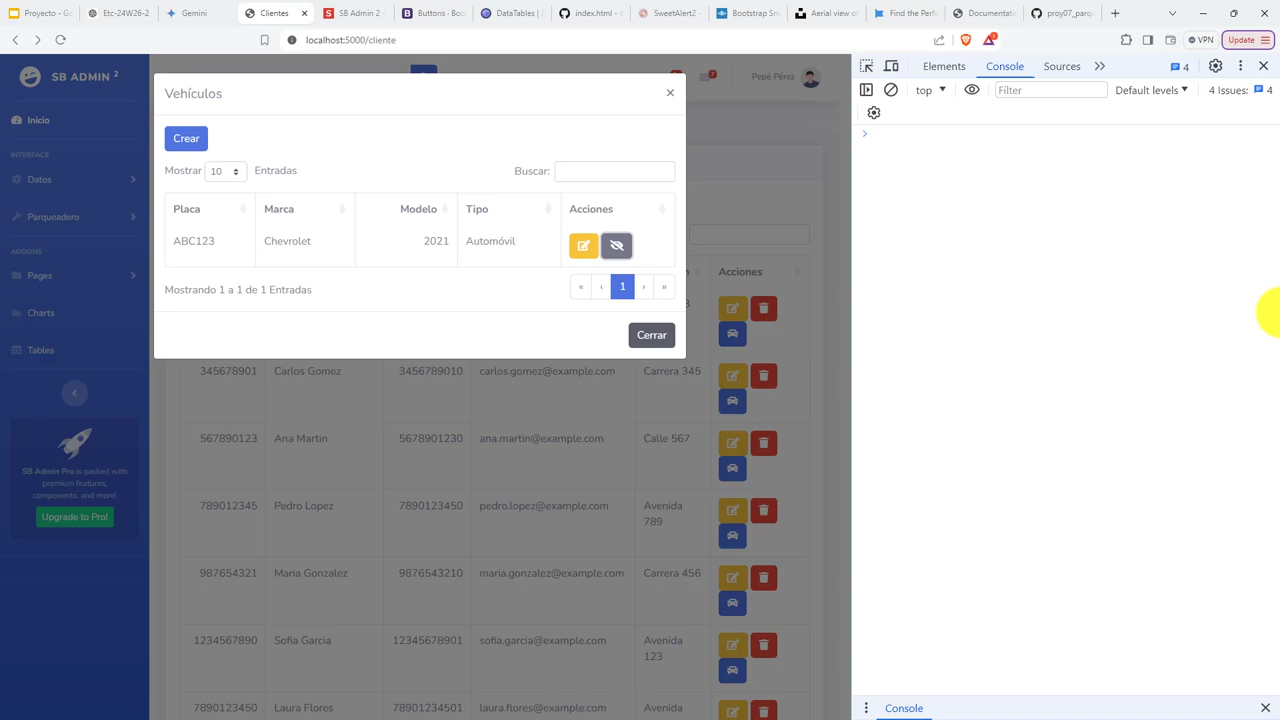 Proyecto - G
Etc-24W26-2
Gemini
Clientes
SB Admin 2 -
Buttons - Bo
DataTables |
index.html - s
SweetAlert2
Bootstrap Sni
Aerial view of
Find the Perf
Documentati
proy07_parqu
localhost:5000/cliente
VPN
Update
SB ADMIN 2
Inicio
INTERFACE
Datos
Parqueadero
ADDONS
Pages
Charts
Tables
SB Admin Pro is packed with
premium features,
components, and more!
Upgrade to Pro!
Pepé Pérez
Vehículos
×
Crear
Mostrar 10 Entradas
Buscar:
Placa Marca Modelo Tipo Acciones
ABC123 Chevrolet 2021 Automóvil
Mostrando 1 a 1 de 1 Entradas
« ‹ 1 › »
Cerrar
Acciones
345678901 Carlos Gomez 3456789010 carlos.gomez@example.com Carrera 345
567890123 Ana Martin 5678901230 ana.martin@example.com Calle 567
789012345 Pedro Lopez 7890123450 pedro.lopez@example.com Avenida
789
987654321 Maria Gonzalez 9876543210 maria.gonzalez@example.com Carrera 456
1234567890 Sofia Garcia 12345678901 sofia.garcia@example.com Avenida
123
7890123450 Laura Flores 78901234501 laura.flores@example.com Avenida
Elements
Console
Sources
4
top
Filter
Default levels
4 Issues: 4
Console